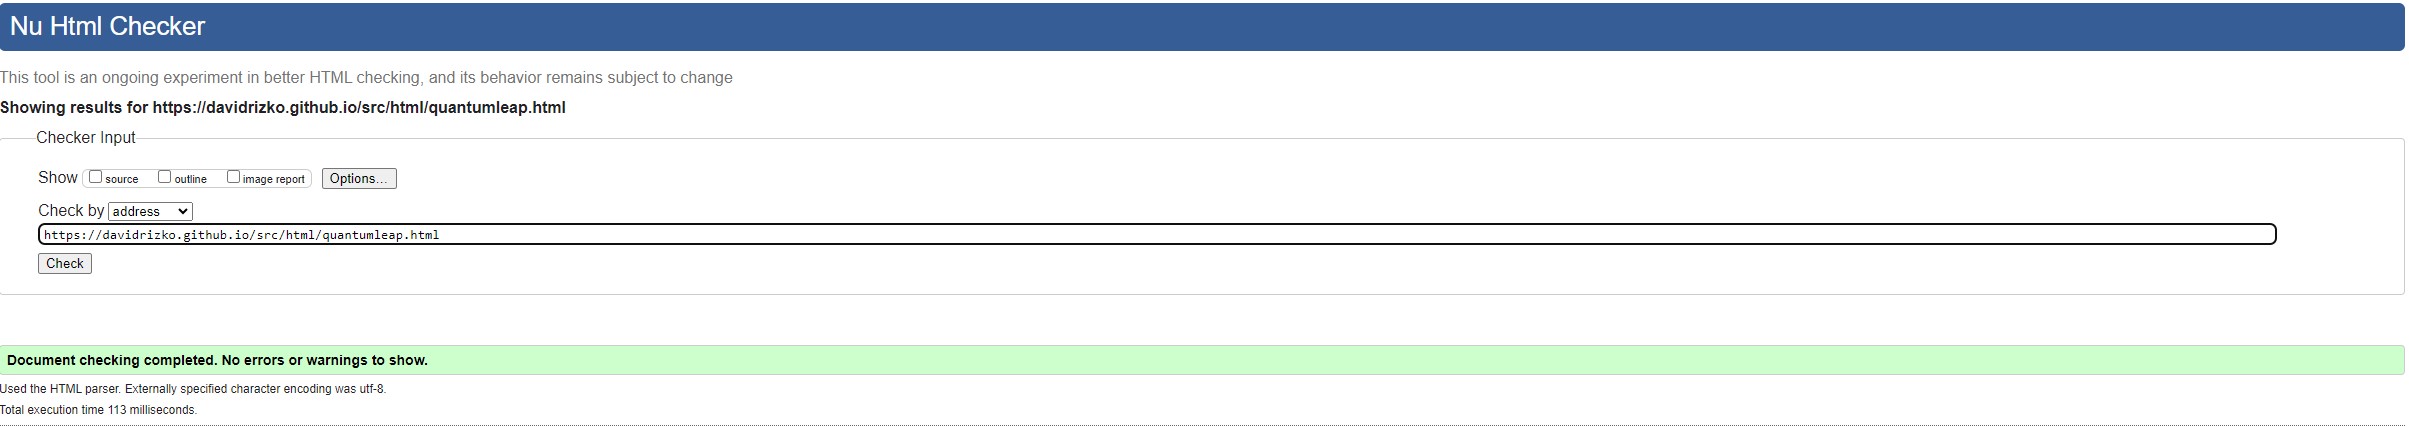 Nu Html Checker
This tool is an ongoing experiment in better HTML checking, and its behavior remains subject to change
Showing results for https://davidrizko.github.io/src/html/quantumleap.html
Checker Input
Show source outline image report Options...
Check by address
https://davidrizko.github.io/src/html/quantumleap.html
Check
Document checking completed. No errors or warnings to show.
Used the HTML parser. Externally specified character encoding was utf-8.
Total execution time 113 milliseconds.